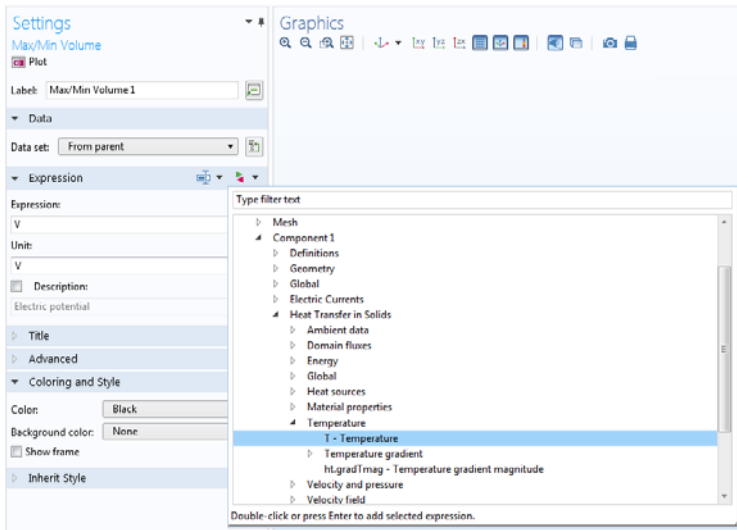 Settings
Max/Min Volume
Plot
Label: Max/Min Volume 1
Data
Data set: From parent
Expression
Expression:
V
Unit:
V
Description:
Electric potential
Title
Advanced
Coloring and Style
Color: Black
Background color: None
Show frame
Inherit Style
Graphics
xy yz zx
Type filter text
Mesh
Component 1
Definitions
Geometry
Global
Electric Currents
Heat Transfer in Solids
Ambient data
Domain fluxes
Energy
Global
Heat sources
Material properties
Temperature
T - Temperature
Temperature gradient
ht.gradTmag - Temperature gradient magnitude
Velocity and pressure
Velocity field
Double-click or press Enter to add selected expression.